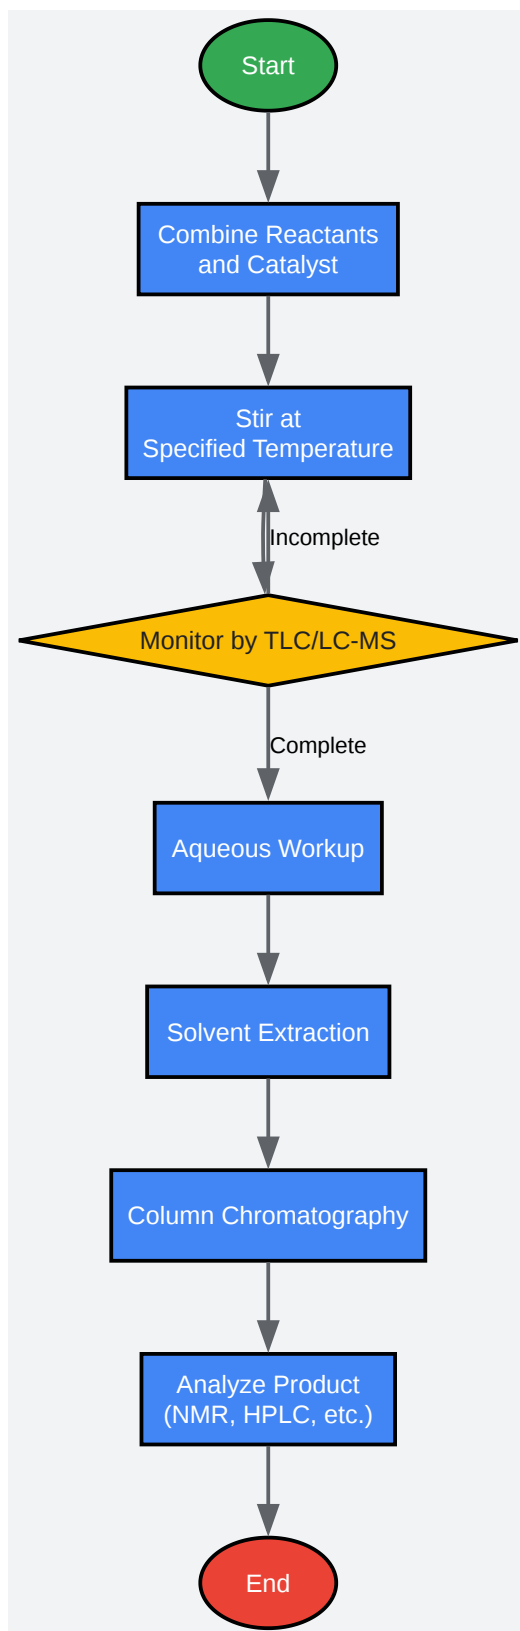 Start
Combine Reactants
and Catalyst
Stir at
Specified Temperature
Incomplete
Monitor by TLC/LC-MS
Complete
Aqueous Workup
Solvent Extraction
Column Chromatography
Analyze Product
(NMR, HPLC, etc.)
End